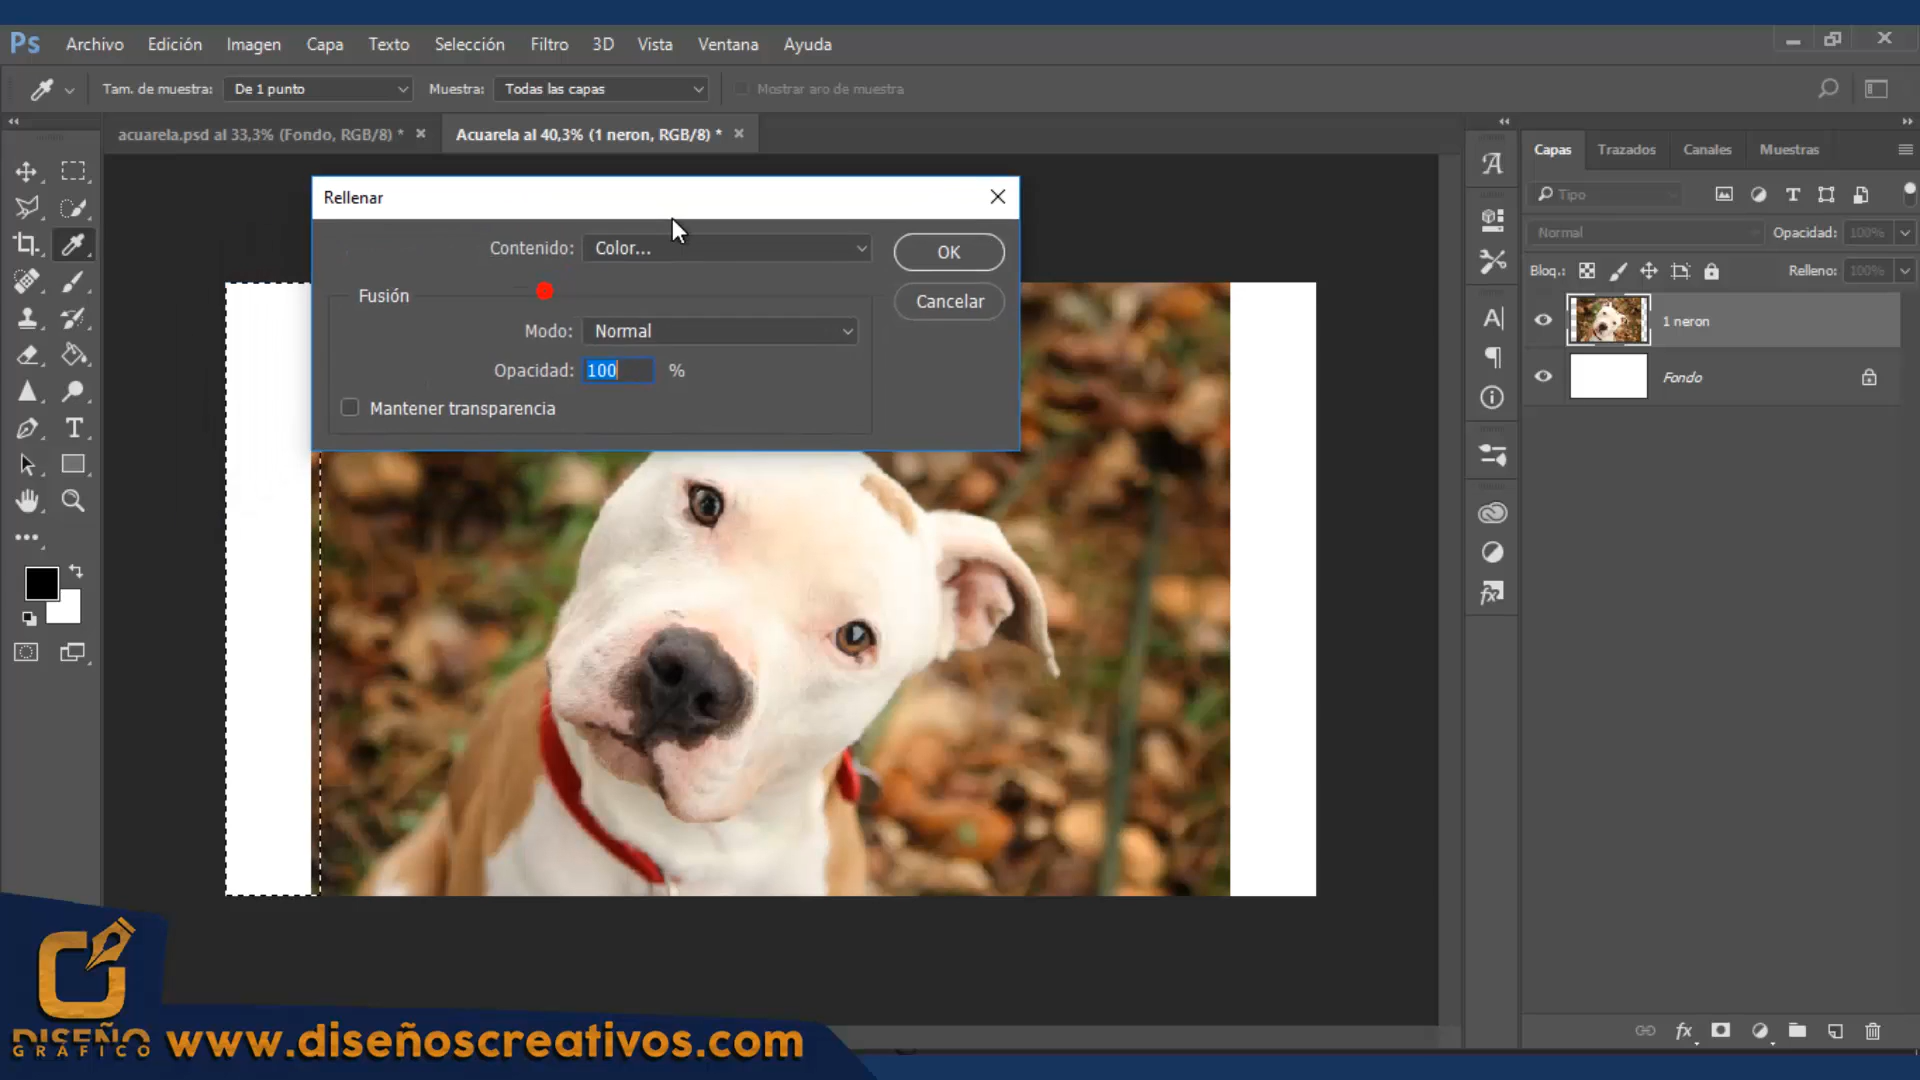 Ps Archivo Edición Imagen Capa Texto Selección Filtro 3D Vista Ventana Ayuda
Tam. de muestra: De 1 punto Muestra: Todas las capas Mostrar aro de muestra
acuarela.psd al 33,3% (Fondo, RGB/8) * Acuarela al 40,3% (1 neron, RGB/8) *
Capas Trazados Canales Muestras
Rellenar
Tipo
Contenido: Color... OK
Normal Opacidad: 100%
Bloq.: Relleno: 100%
Fusión
Cancelar
Modo: Normal
Opacidad: 100 %
Mantener transparencia
1 neron
Fondo
DISEÑO
GRÁFICO
www.diseñoscreativos.com